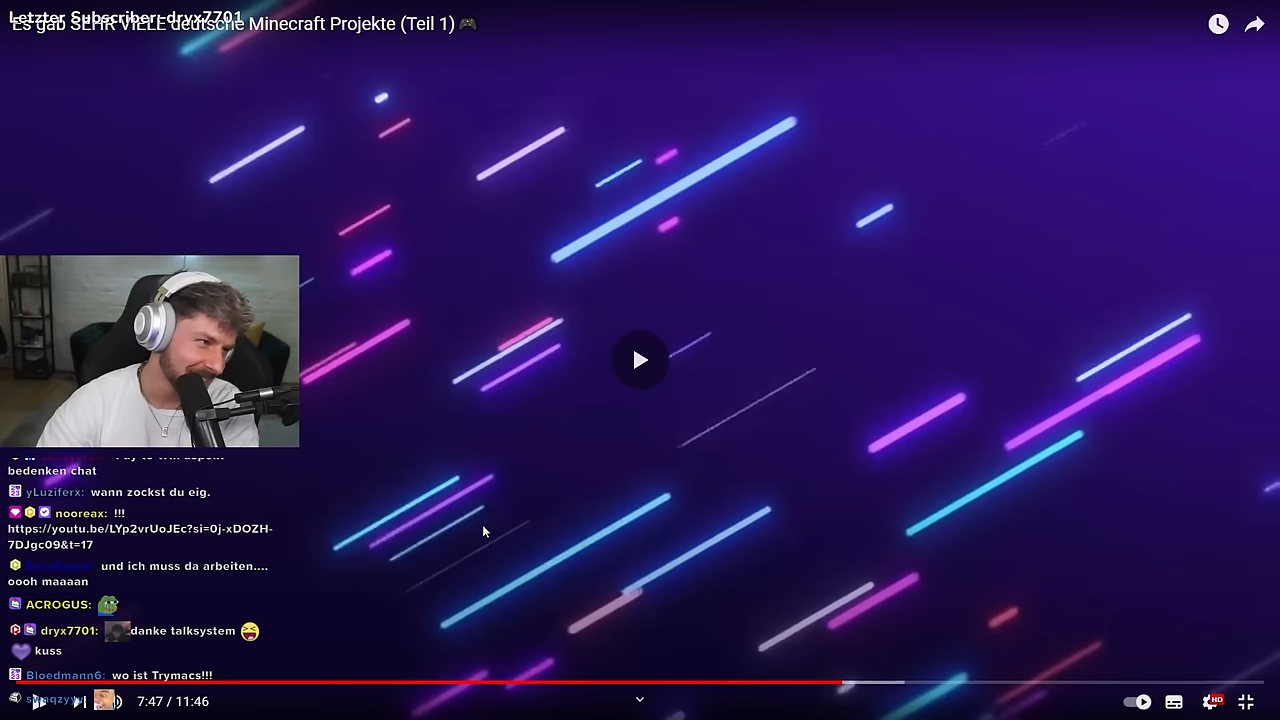 Letzter Subscriber: dryx7701
Es gab SEHR VIELE deutsche Minecraft Projekte (Teil 1)
bedenken chat
yLuziferx: wann zockst du eig.
nooreax: !!!
https://youtu.be/LYp2vrUoJEc?si=0j-xDOZH-
7DJgc09&t=17
und ich muss da arbeiten....
oooh maaaan
ACROGUS:
dryx7701: danke talksystem
kuss
Bloedmann6: wo ist Trymacs!!!
7:47 / 11:46
HD